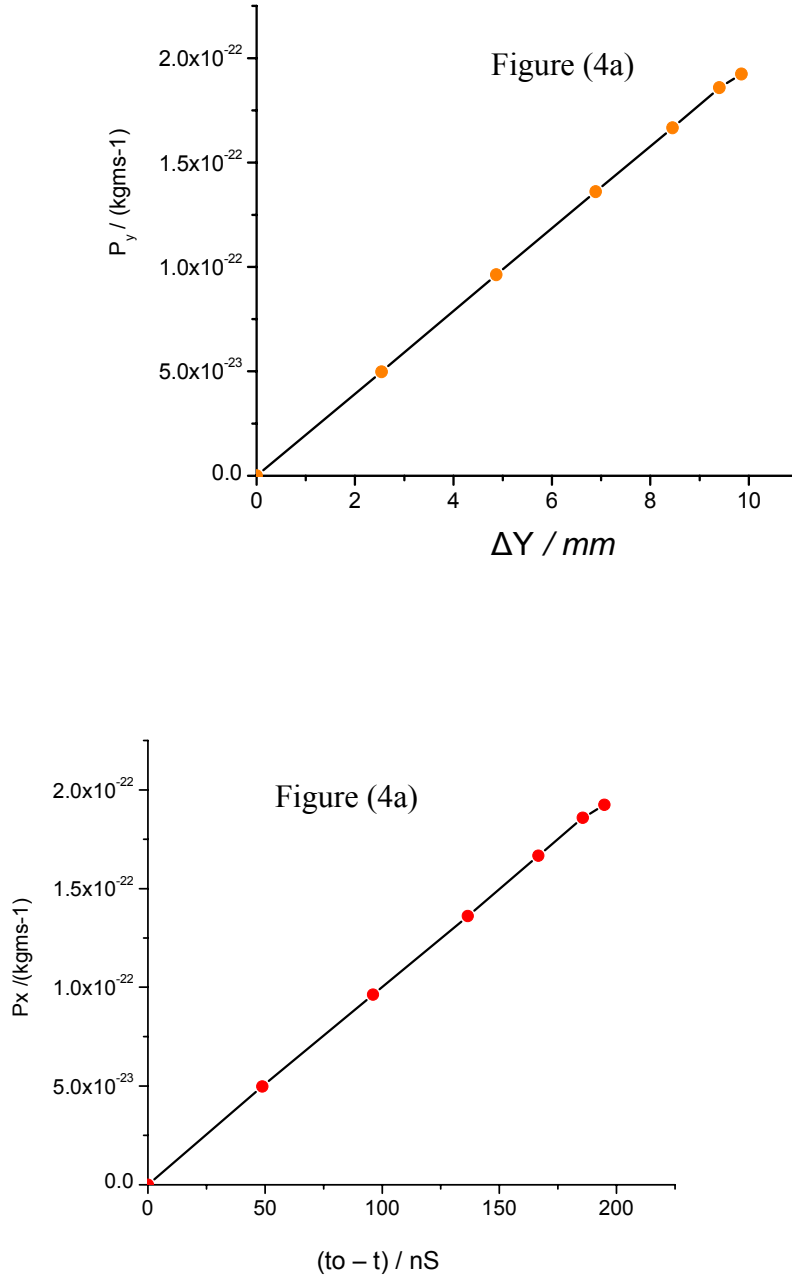 Figure (4a)
2.0x10-22
1.5x10-22
1.0x10-22
5.0x10-23
0.0
Py / (kgms-1)
0 2 4 6 8 10
ΔY / mm
Figure (4a)
2.0x10-22
1.5x10-22
1.0x10-22
5.0x10-23
0.0
Px /(kgms-1)
0 50 100 150 200
(to – t) / nS